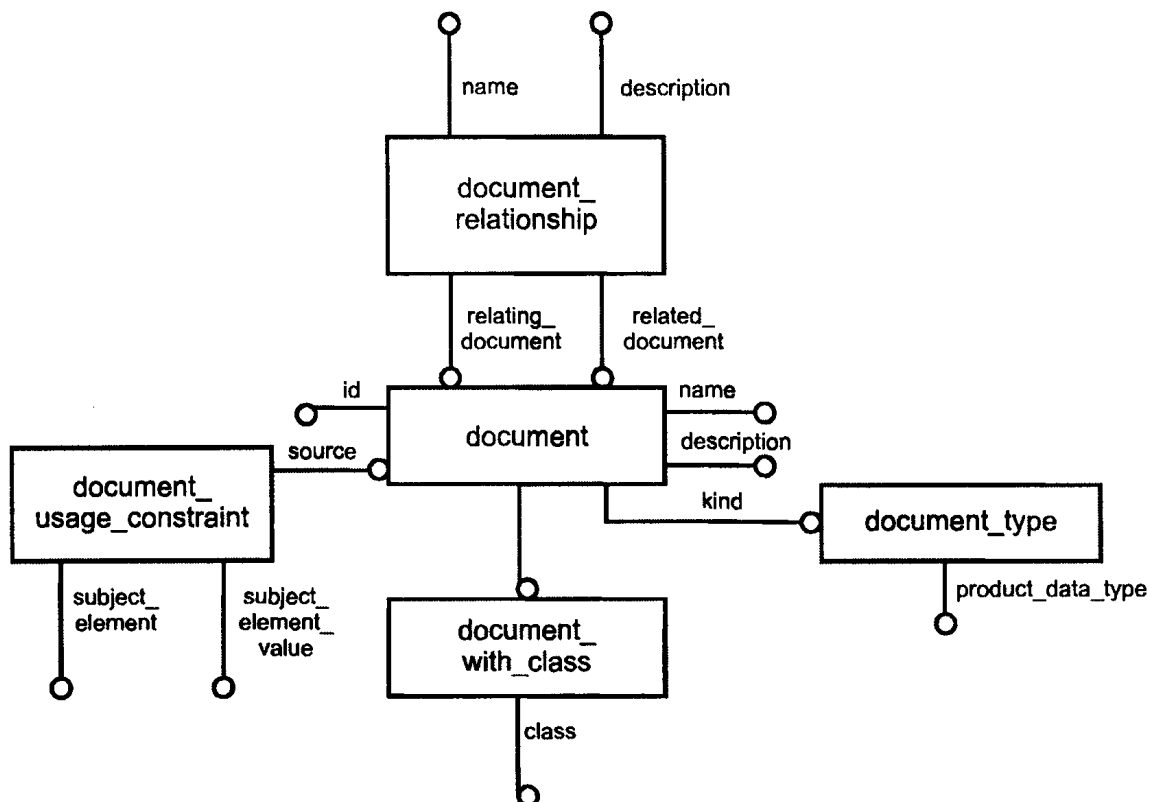 name
description
document_
relationship
relating_
document
related_
document
id
name
document
source
description
document_
usage_constraint
kind
document_type
subject_
element
subject_
element_
value
product_data_type
document_
with_class
class